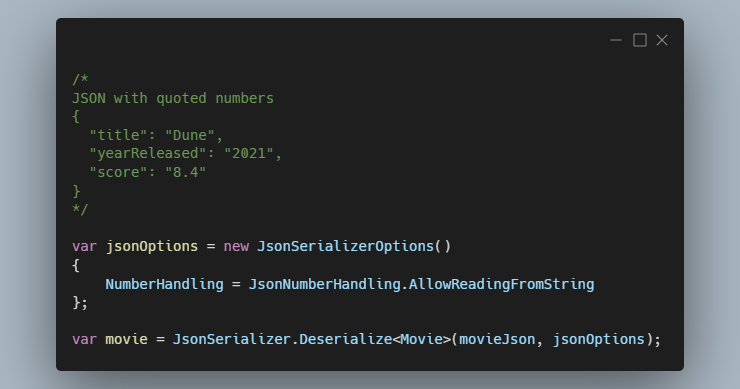 /*
JSON with quoted numbers
{
  "title": "Dune",
  "yearReleased": "2021",
  "score": "8.4"
}
*/

var jsonOptions = new JsonSerializerOptions()
{
    NumberHandling = JsonNumberHandling.AllowReadingFromString
};

var movie = JsonSerializer.Deserialize<Movie>(movieJson, jsonOptions);